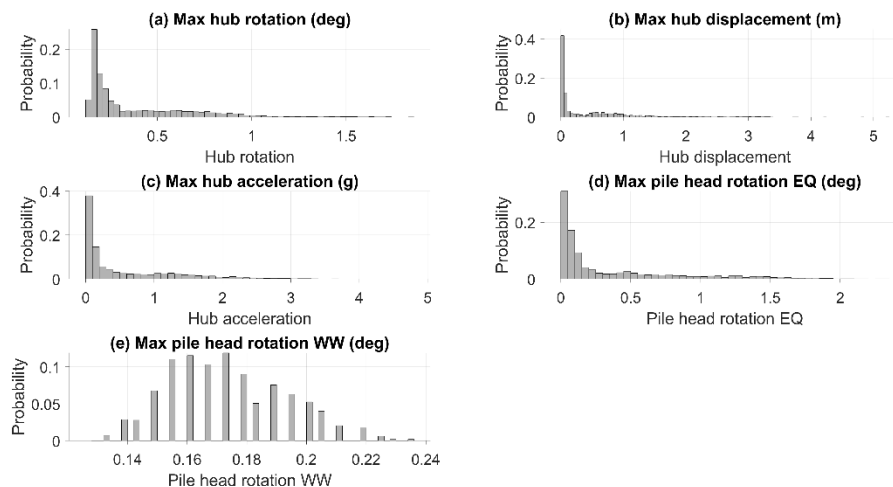 (a) Max hub rotation (deg)
Probability
0.2
0.1
0
0.5
1
1.5
Hub rotation
(b) Max hub displacement (m)
Probability
0.4
0.2
0
0
1
2
3
4
5
Hub displacement
(c) Max hub acceleration (g)
Probability
0.4
0.2
0
0
1
2
3
4
5
Hub acceleration
(d) Max pile head rotation EQ (deg)
Probability
0.2
0
0
0.5
1
1.5
2
Pile head rotation EQ
(e) Max pile head rotation WW (deg)
Probability
0.1
0.05
0
0.14
0.16
0.18
0.2
0.22
0.24
Pile head rotation WW